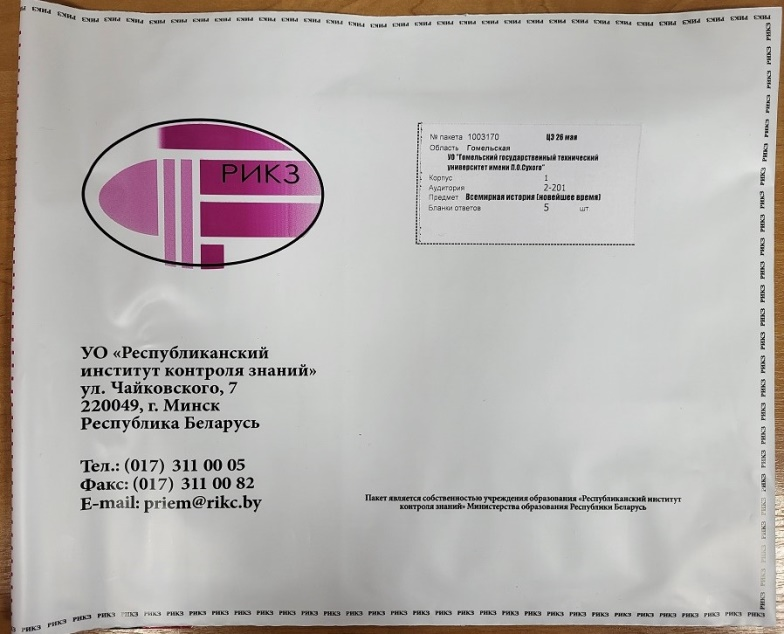 РИКЗ
№ пакета 1003170 ЦЭ 26 мая
Область Гомельская
УО "Гомельский государственный технический
университет имени П.О.Сухого"
Корпус 1
Аудитория 2-201
Предмет Всемирная история (новейшее время)
Бланки ответов 5 шт
УО «Республиканский
институт контроля знаний»
ул. Чайковского, 7
220049, г. Минск
Республика Беларусь
Тел.: (017) 311 00 05
Факс: (017) 311 00 82
E-mail: priem@rikc.by
Пакет является собственностью учреждения образования «Республиканский институт
контроля знаний» Министерства образования Республики Беларусь